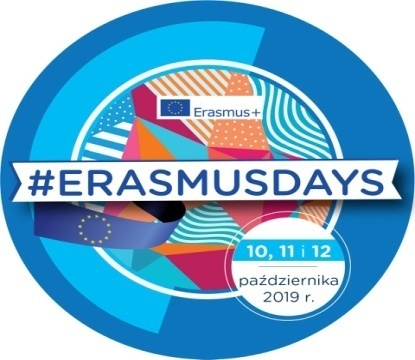 Erasmus+
#ERASMUSDAYS
10, 11 i 12
października
2019 r.